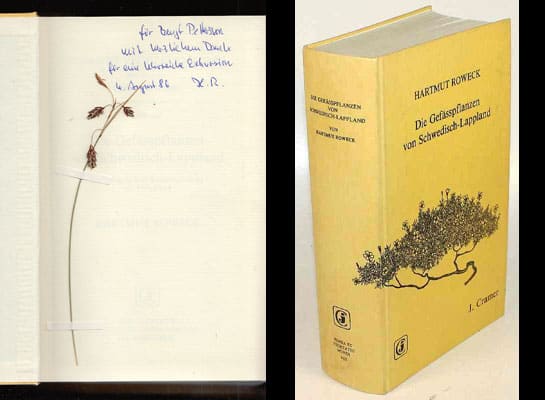 für Bengt Pettersson
mit herzlichem Dank
für eine lehrreiche Exkursion
4. August 86 H. R.
DIE GEFÄSSPFLANZEN
VON
SCHWEDISCH-LAPPLAND
VON
HARTMUT ROWECK
HARTMUT ROWECK
Die Gefässpflanzen
von Schwedisch-Lappland
J. Cramer